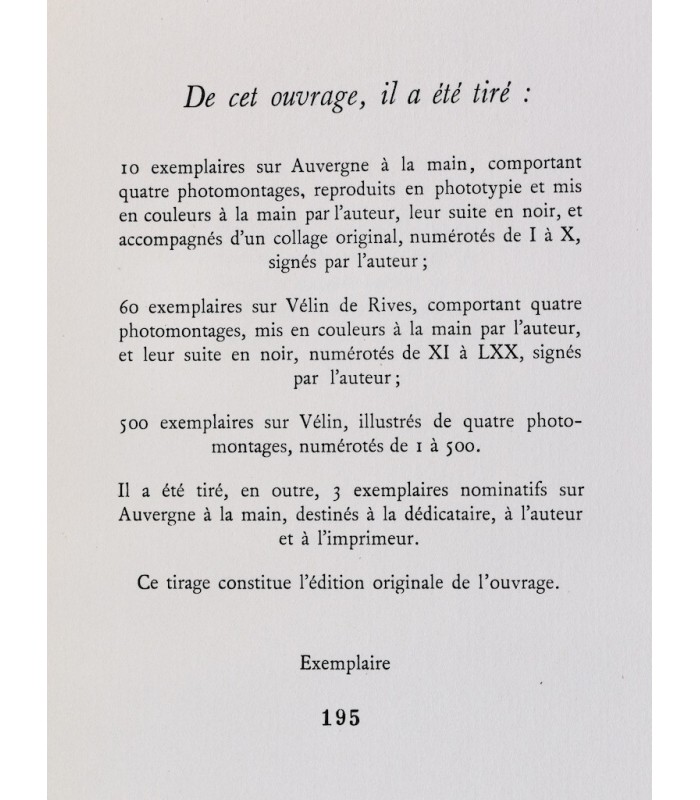 De cet ouvrage, il a été tiré :
10 exemplaires sur Auvergne à la main, comportant
quatre photomontages, reproduits en phototypie et mis
en couleurs à la main par l'auteur, leur suite en noir, et
accompagnés d'un collage original, numérotés de I à X,
signés par l'auteur ;
60 exemplaires sur Vélin de Rives, comportant quatre
photomontages, mis en couleurs à la main par l'auteur,
et leur suite en noir, numérotés de XI à LXX, signés
par l'auteur ;
500 exemplaires sur Vélin, illustrés de quatre photo-
montages, numérotés de 1 à 500.
Il a été tiré, en outre, 3 exemplaires nominatifs sur
Auvergne à la main, destinés à la dédicataire, à l'auteur
et à l'imprimeur.
Ce tirage constitue l'édition originale de l'ouvrage.
Exemplaire
195